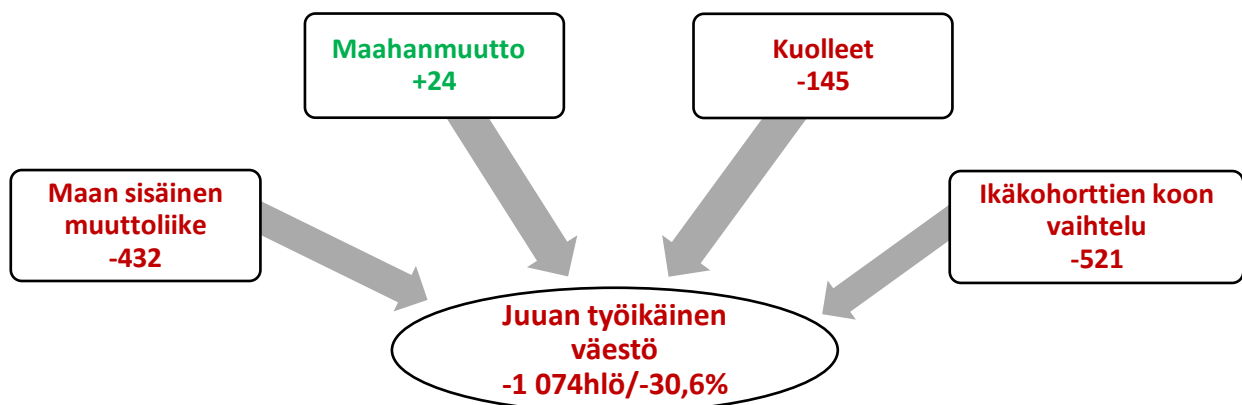 Maahanmuutto
+24
Kuolleet
-145
Maan sisäinen
muuttoliike
-432
Ikäkohorttien koon
vaihtelu
-521
Juuan työikäinen
väestö
-1 074hlö/-30,6%